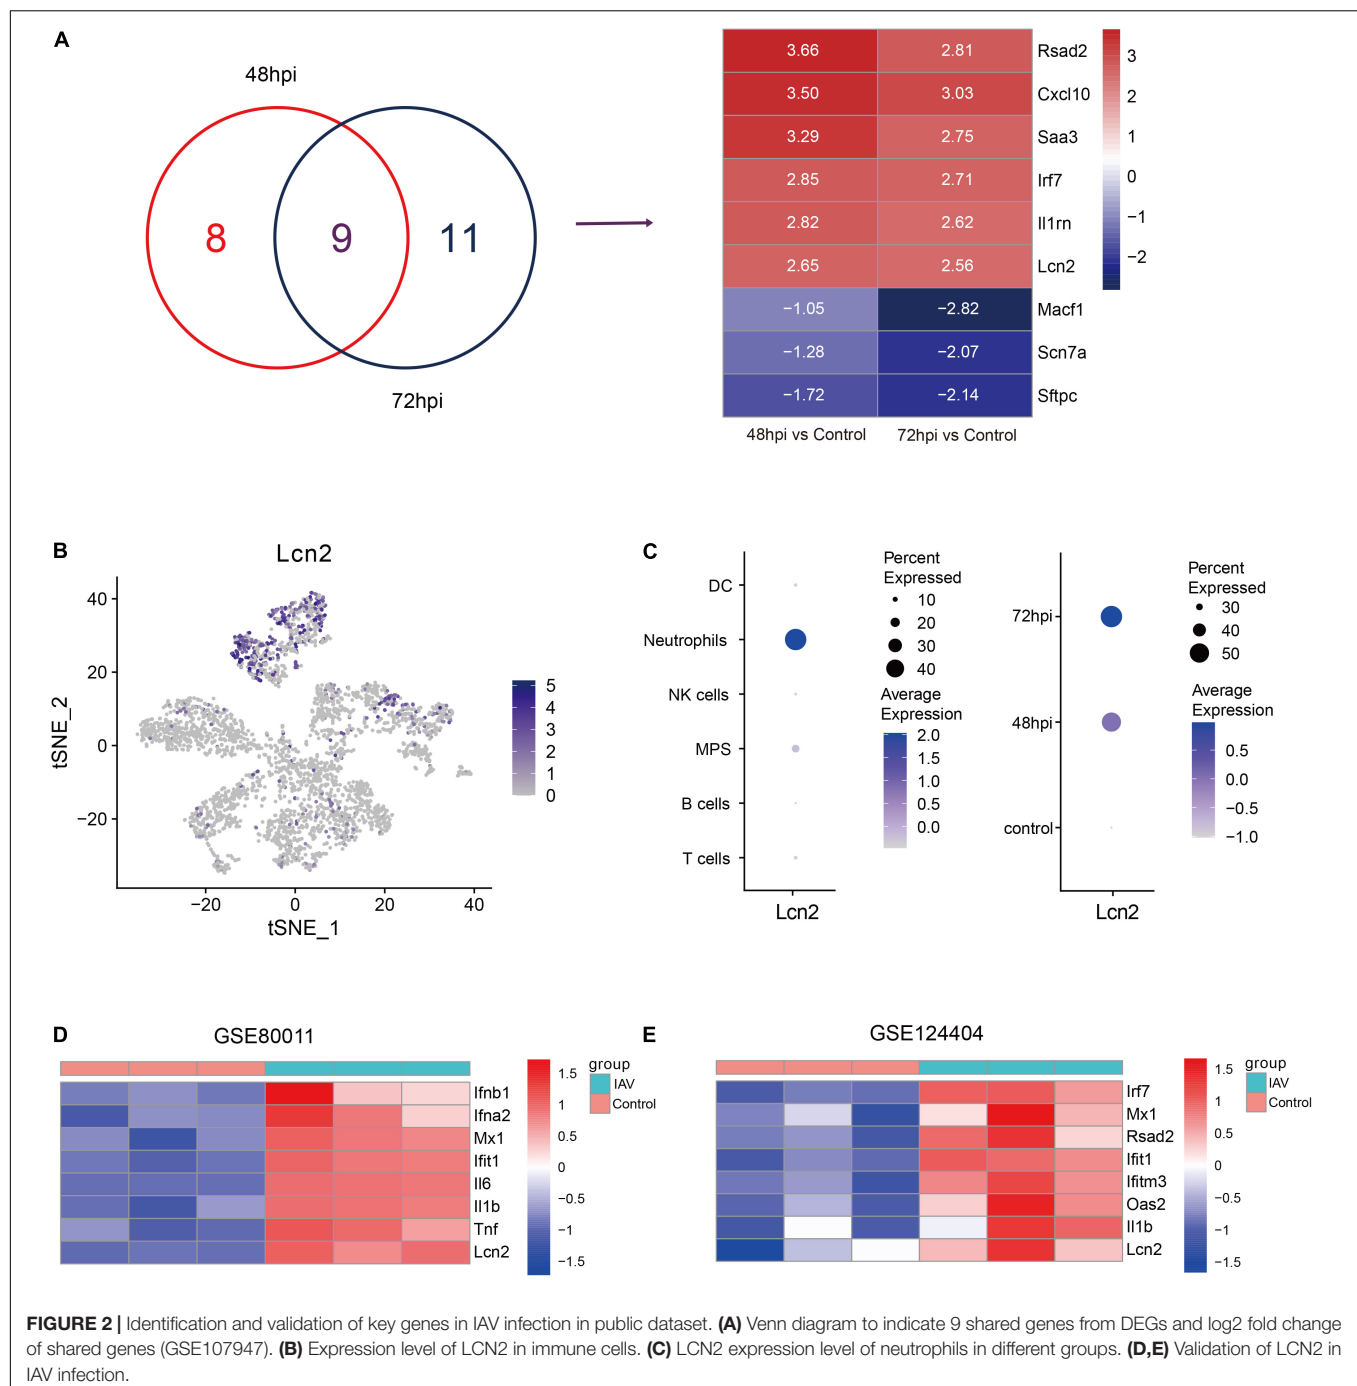 A
48hpi
8
9
11
72hpi
3.66 2.81 Rsad2
3.50 3.03 Cxcl10
3.29 2.75 Saa3
2.85 2.71 Irf7
2.82 2.62 Il1rn
2.65 2.56 Lcn2
−1.05 −2.82 Macf1
−1.28 −2.07 Scn7a
−1.72 −2.14 Sftpc
48hpi vs Control 72hpi vs Control
3
2
1
0
−1
−2
B
Lcn2
40
20
0
−20
tSNE_2
−20 0 20 40
tSNE_1
5
4
3
2
1
0
C
DC
Neutrophils
NK cells
MPS
B cells
T cells
Lcn2
Percent
Expressed
10
20
30
40
Average
Expression
2.0
1.5
1.0
0.5
0.0
72hpi
48hpi
control
Lcn2
Percent
Expressed
30
40
50
Average
Expression
0.5
0.0
−0.5
−1.0
D
GSE80011
Ifnb1
Ifna2
Mx1
Ifit1
Il6
Il1b
Tnf
Lcn2
1.5
1
0.5
0
−0.5
−1
−1.5
group
IAV
Control
E
GSE124404
Irf7
Mx1
Rsad2
Ifit1
Ifitm3
Oas2
Il1b
Lcn2
1.5
1
0.5
0
−0.5
−1
−1.5
group
IAV
Control
FIGURE 2 | Identification and validation of key genes in IAV infection in public dataset. (A) Venn diagram to indicate 9 shared genes from DEGs and log2 fold change
of shared genes (GSE107947). (B) Expression level of LCN2 in immune cells. (C) LCN2 expression level of neutrophils in different groups. (D,E) Validation of LCN2 in
IAV infection.